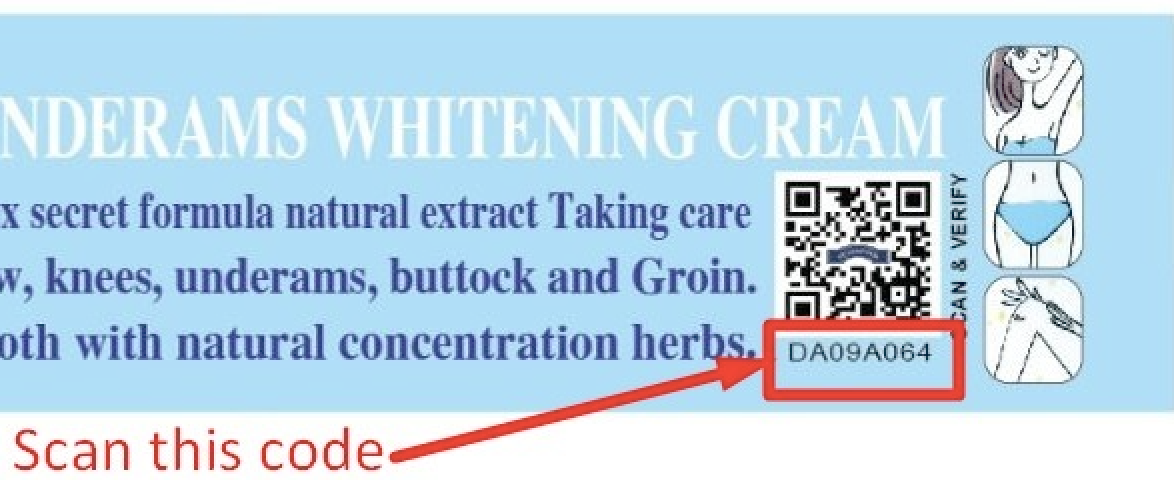 NDERAMS WHITENING CREAM
x secret formula natural extract Taking care
w, knees, underams, buttock and Groin.
oth with natural concentration herbs.
CAN & VERIFY
DA09A064
Scan this code